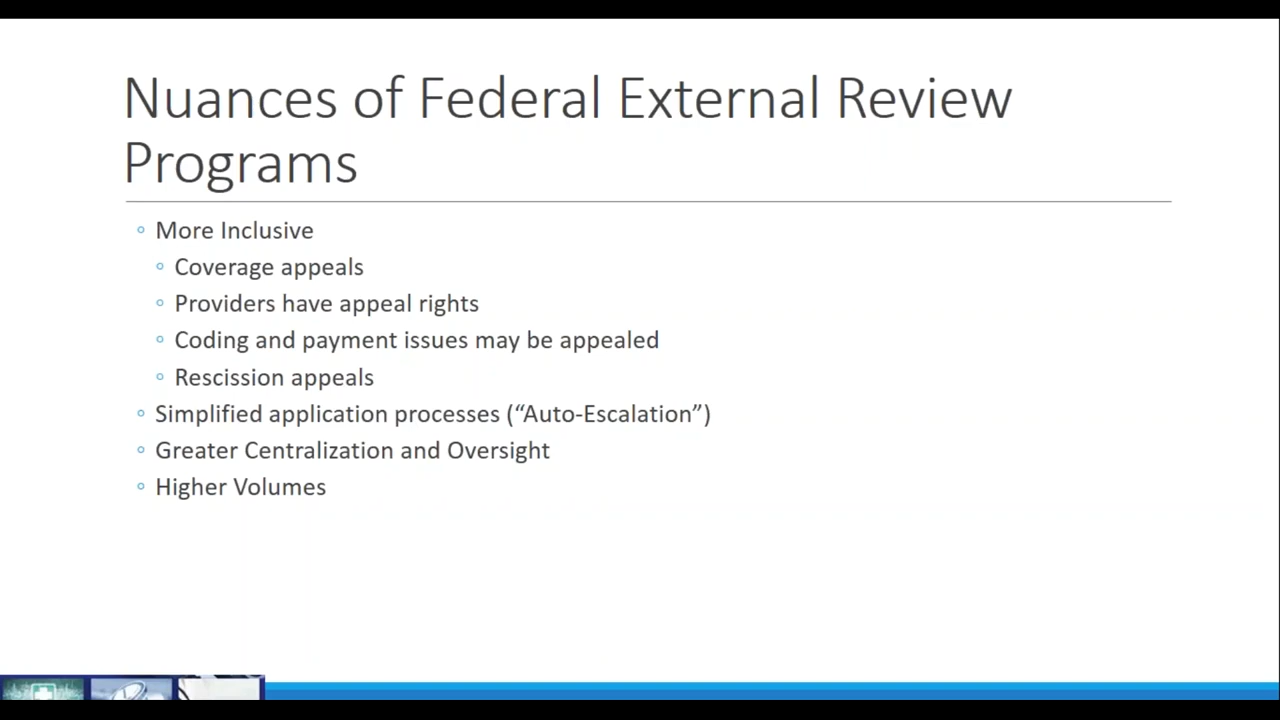 Nuances of Federal External Review
Programs
More Inclusive
Coverage appeals
Providers have appeal rights
Coding and payment issues may be appealed
Rescission appeals
Simplified application processes (“Auto-Escalation”)
Greater Centralization and Oversight
Higher Volumes